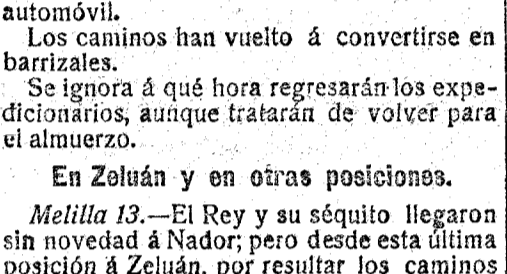 automóvil.
Los caminos han vuelto á convertirse en
barrizales.
Se ignora á qué hora regresarán los expe-
dicionarios, aunque tratarán de volver para
el almuerzo.
En Zeluán y en otras posiciones.
Melilla 13.—El Rey y su séquito llegaron
sin novedad á Nador; pero desde esta última
posición á Zeluán, por resultar los caminos